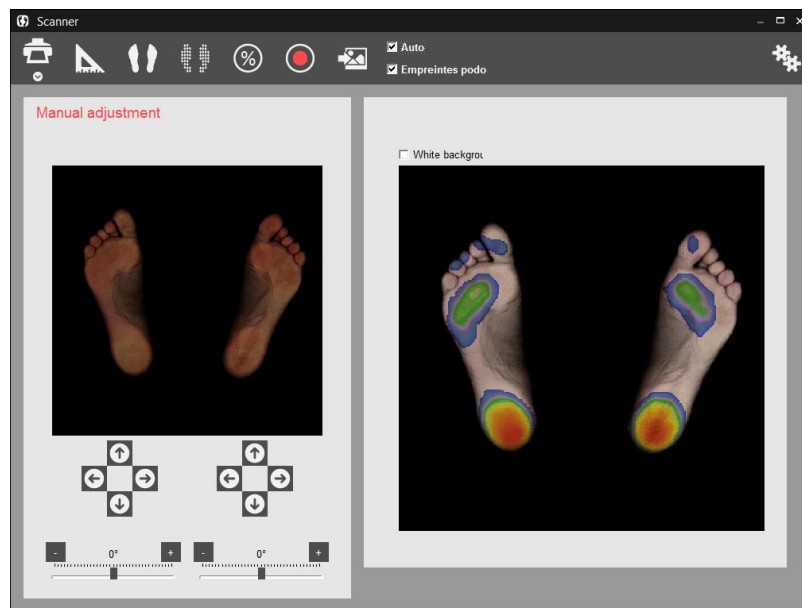 Scanner
%
Auto
Empreintes podo
Manual adjustment
White backgrou
- 0° + - 0° +